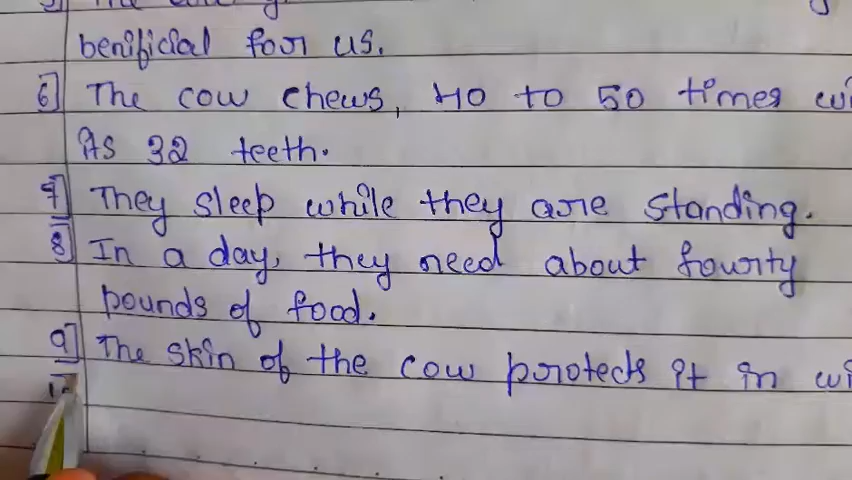 benificial for us.
6] The cow chews, 40 to 50 times
its 32 teeth.
7] They sleep while they are standing.
8] In a day, they need about fourty
pounds of food.
9] The skin of the cow protects it in